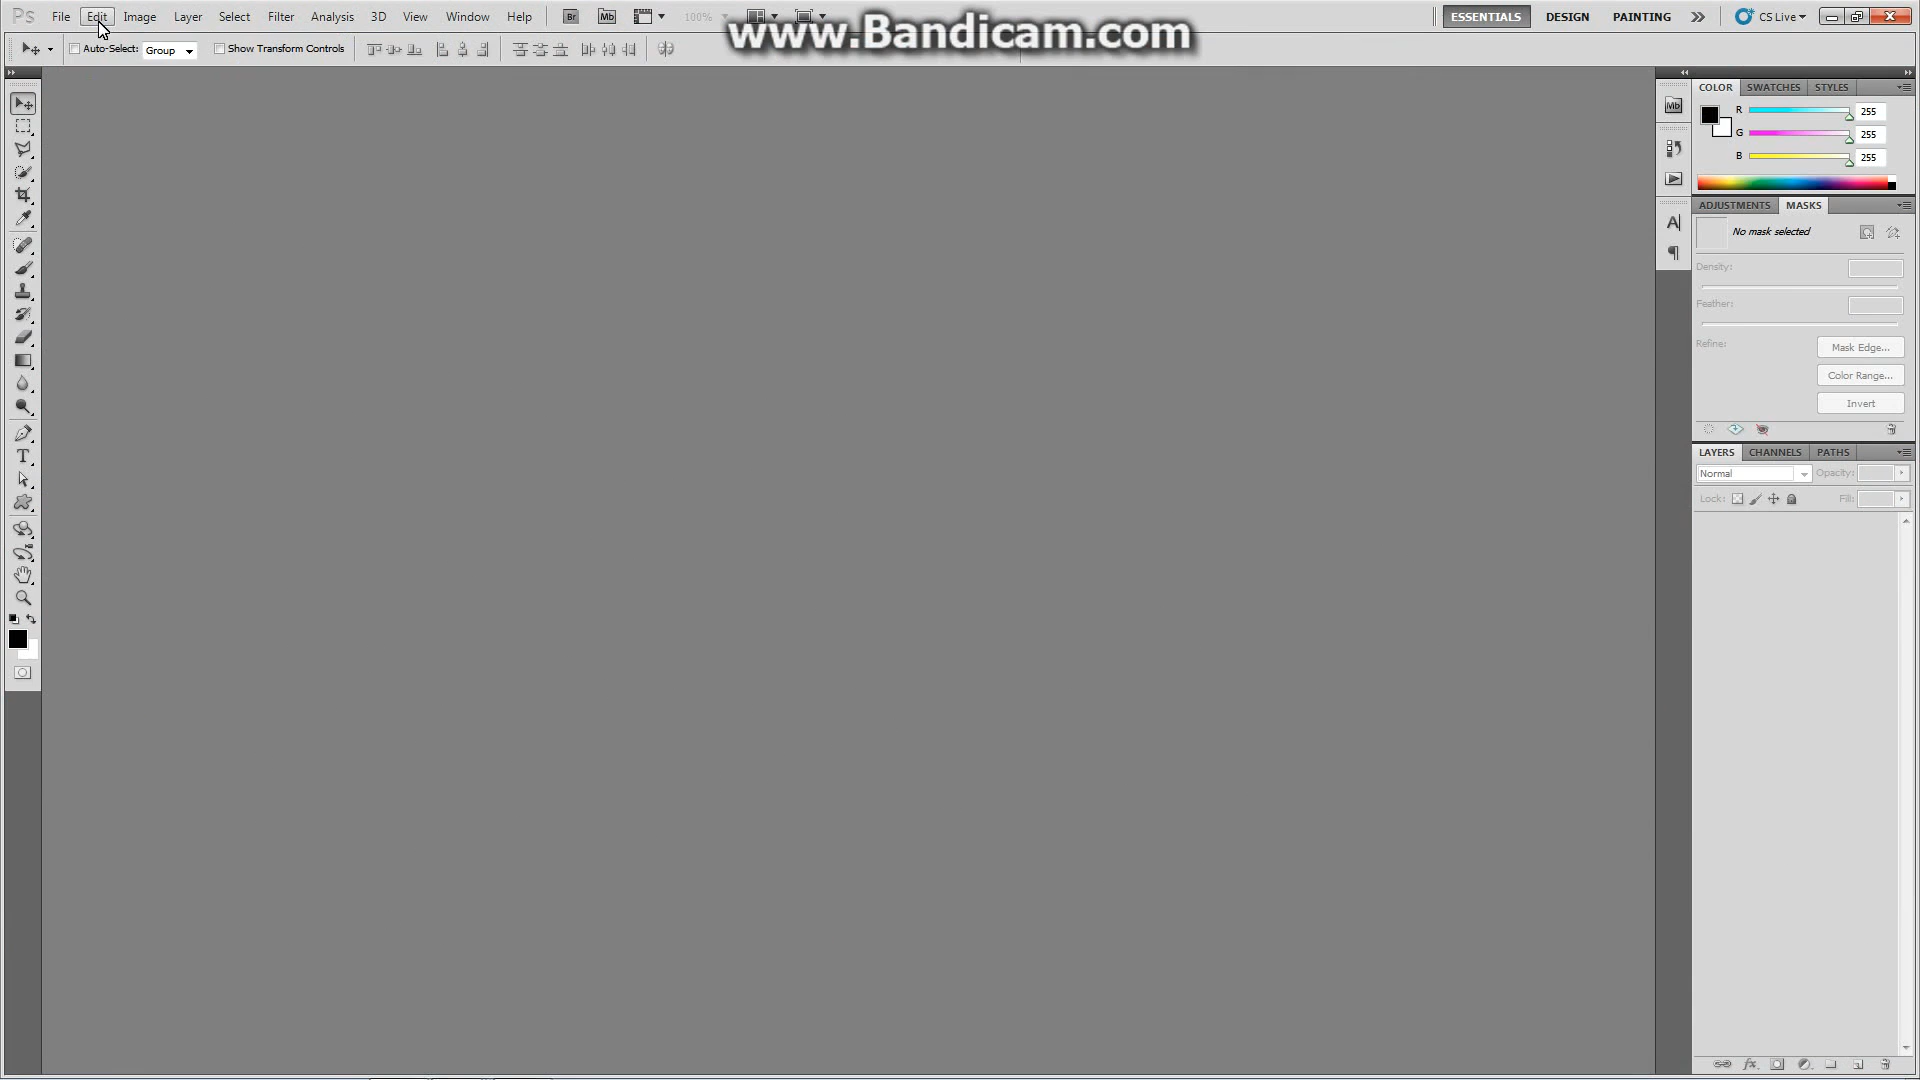 Ps File Edit Image Layer Select Filter Analysis 3D View Window Help Br Mb 100% ESSENTIALS DESIGN PAINTING CS Live
www.Bandicam.com
Auto-Select: Group Show Transform Controls
COLOR SWATCHES STYLES
Mb
R 255
G 255
B 255
ADJUSTMENTS MASKS
No mask selected
Density:
Feather:
Refine: Mask Edge...
Color Range...
Invert
LAYERS CHANNELS PATHS
Normal Opacity:
Lock: Fill: